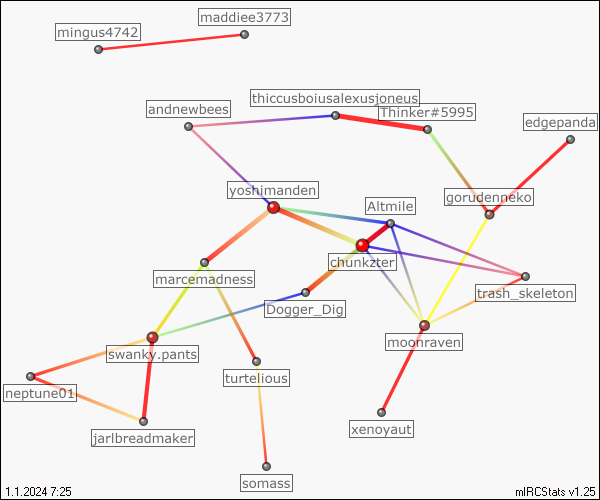 maddiee3773
mingus4742
thiccusboiusalexusjoneus
andnewbees
Thinker#5995
edgepanda
yoshimanden
gorudenneko
Altmile
chunkzter
marcemadness
trash_skeleton
Dogger_Dig
moonraven
swanky.pants
turtelious
neptune01
xenoyaut
jarlbreadmaker
somass
1.1.2024 7:25
mIRCStats v1.25